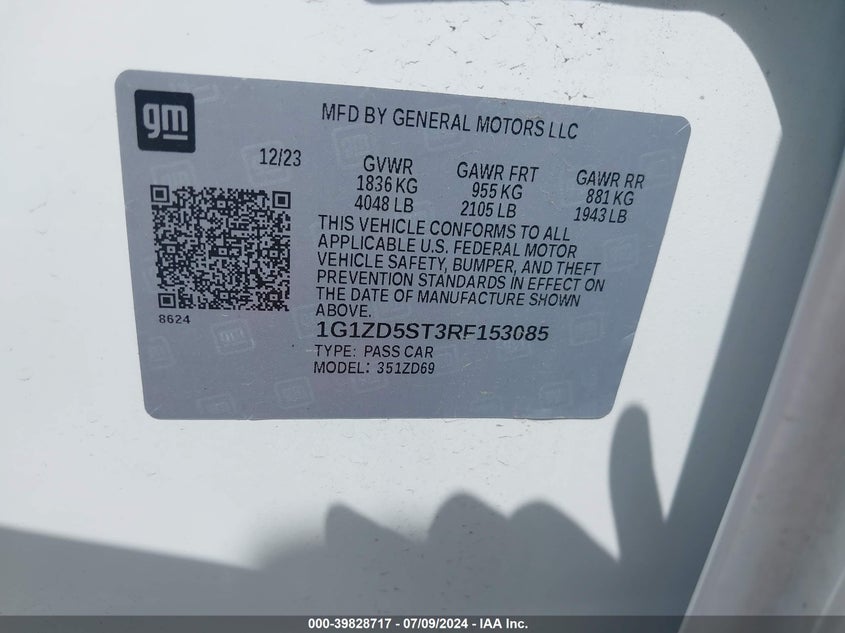 gm
MFD BY GENERAL MOTORS LLC
12/23
GVWR
1836 KG
4048 LB
GAWR FRT
955 KG
2105 LB
GAWR RR
881 KG
1943 LB
THIS VEHICLE CONFORMS TO ALL
APPLICABLE U.S. FEDERAL MOTOR
VEHICLE SAFETY, BUMPER, AND THEFT
PREVENTION STANDARDS IN EFFECT ON
THE DATE OF MANUFACTURE SHOWN
ABOVE.
8624
1G1ZD5ST3RF153085
TYPE: PASS CAR
MODEL: 351ZD69
000-39828717 - 07/09/2024 - IAA Inc.